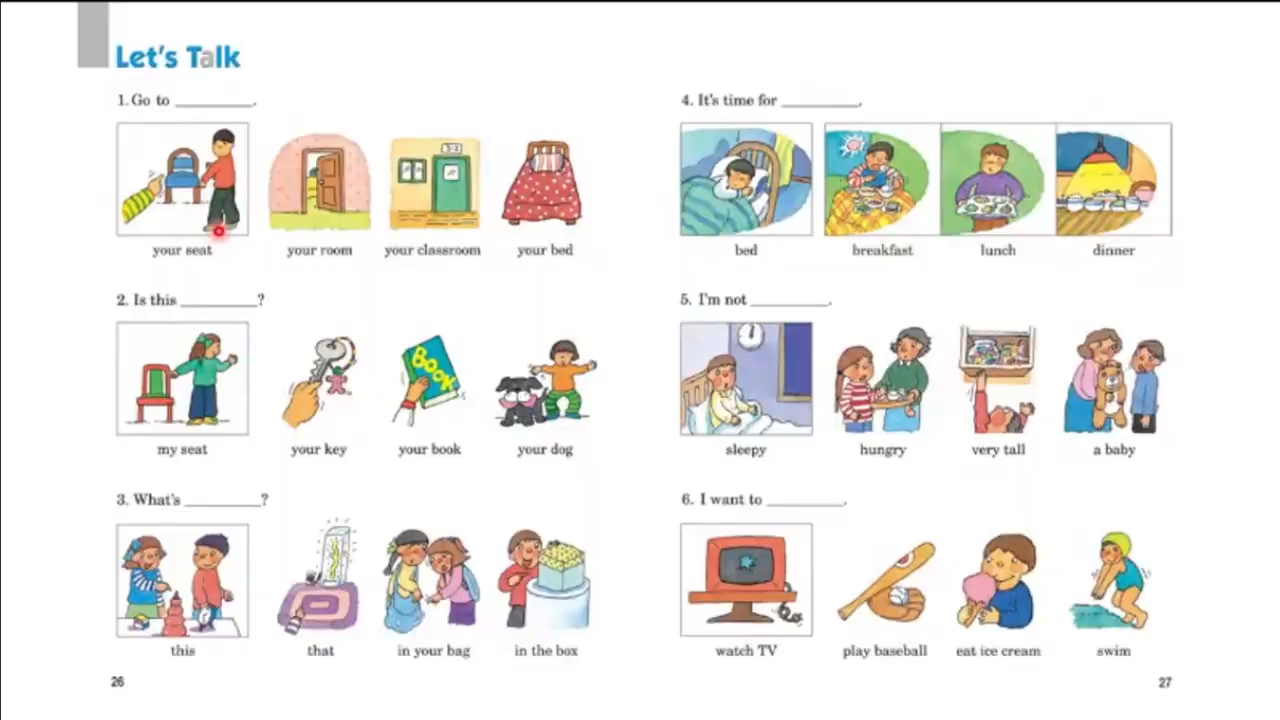 Let's Talk
1. Go to ________.
your seat
your room
your classroom
your bed
2. Is this ________?
my seat
your key
BOOK
your book
your dog
3. What's ________?
this
that
in your bag
in the box
26
4. It's time for ________.
bed
breakfast
lunch
dinner
5. I'm not ________.
sleepy
hungry
very tall
a baby
6. I want to ________.
watch TV
play baseball
eat ice cream
swim
27